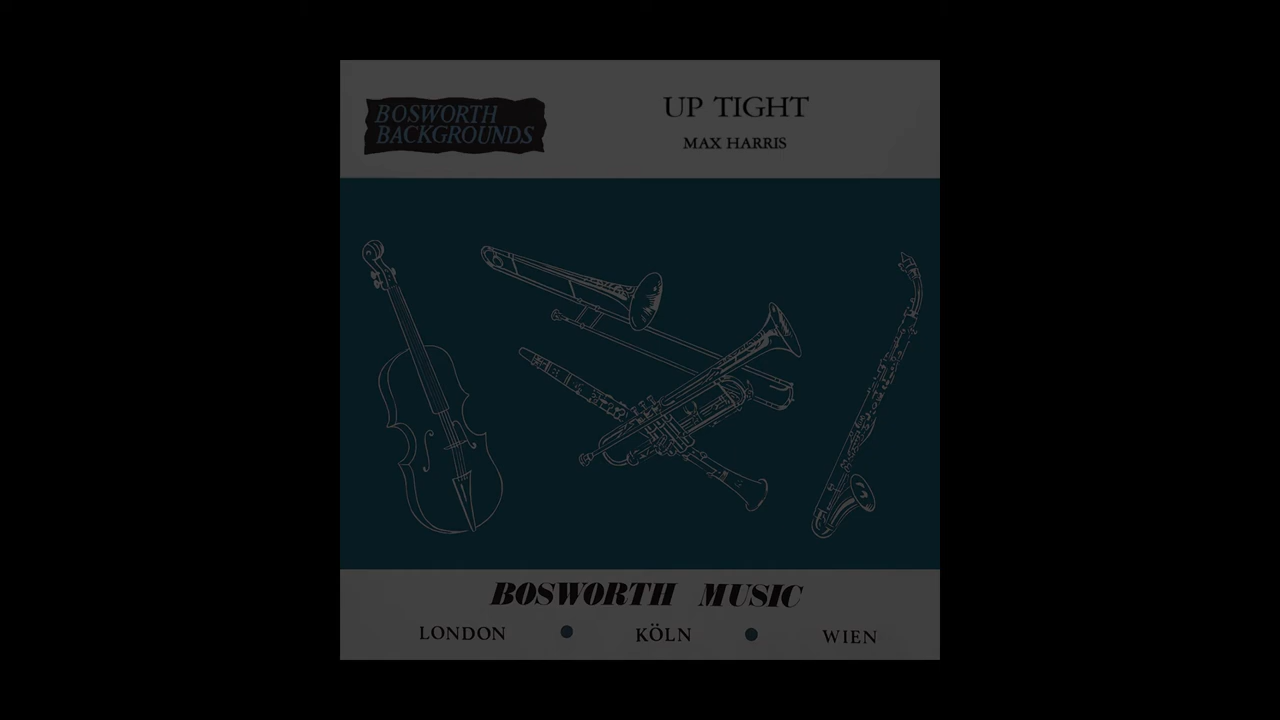 BOSWORTH
BACKGROUNDS
UP TIGHT
MAX HARRIS
BOSWORTH MUSIC
LONDON • KÖLN • WIEN